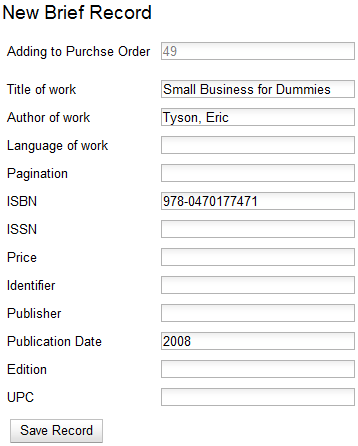 New Brief Record
Adding to Purchse Order 49
Title of work Small Business for Dummies
Author of work Tyson, Eric
Language of work
Pagination
ISBN 978-0470177471
ISSN
Price
Identifier
Publisher
Publication Date 2008
Edition
UPC
Save Record